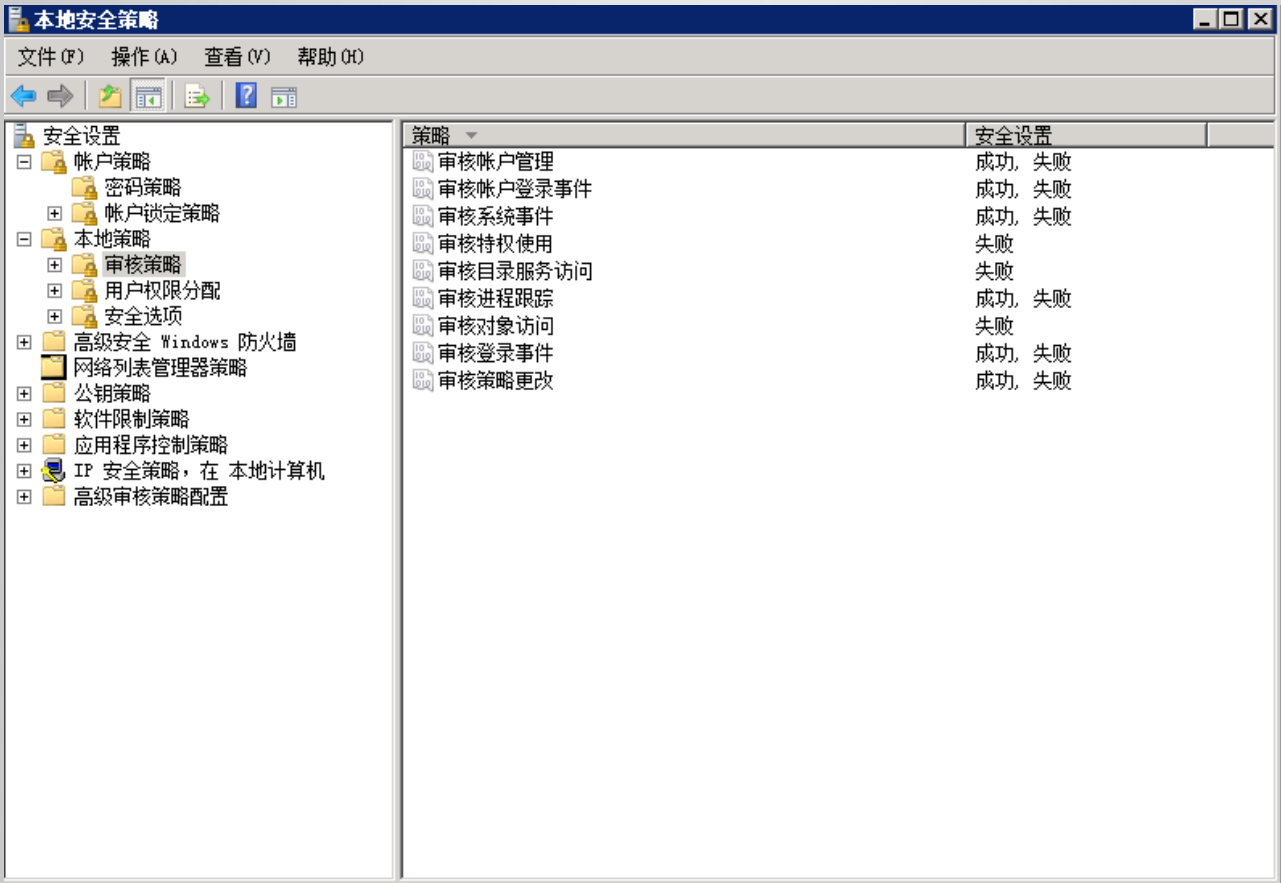 本地安全策略
文件(F) 操作(A) 查看(V) 帮助(H)
安全设置
帐户策略
密码策略
帐户锁定策略
本地策略
审核策略
用户权限分配
安全选项
高级安全 Windows 防火墙
网络列表管理器策略
公钥策略
软件限制策略
应用程序控制策略
IP 安全策略，在 本地计算机
高级审核策略配置
策略 安全设置
审核帐户管理 成功, 失败
审核帐户登录事件 成功, 失败
审核系统事件 成功, 失败
审核特权使用 失败
审核目录服务访问 失败
审核进程跟踪 成功, 失败
审核对象访问 失败
审核登录事件 成功, 失败
审核策略更改 成功, 失败